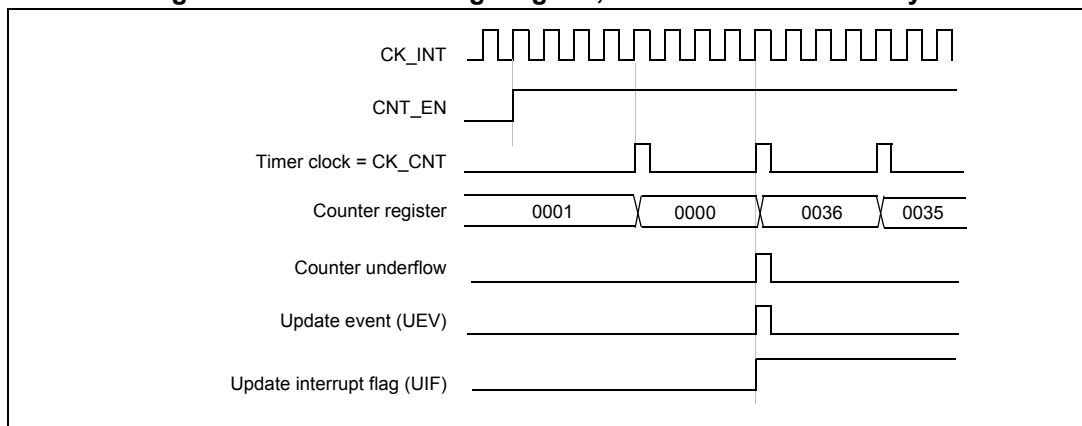 CK_INT
CNT_EN
Timer clock = CK_CNT
Counter register 0001 0000 0036 0035
Counter underflow
Update event (UEV)
Update interrupt flag (UIF)